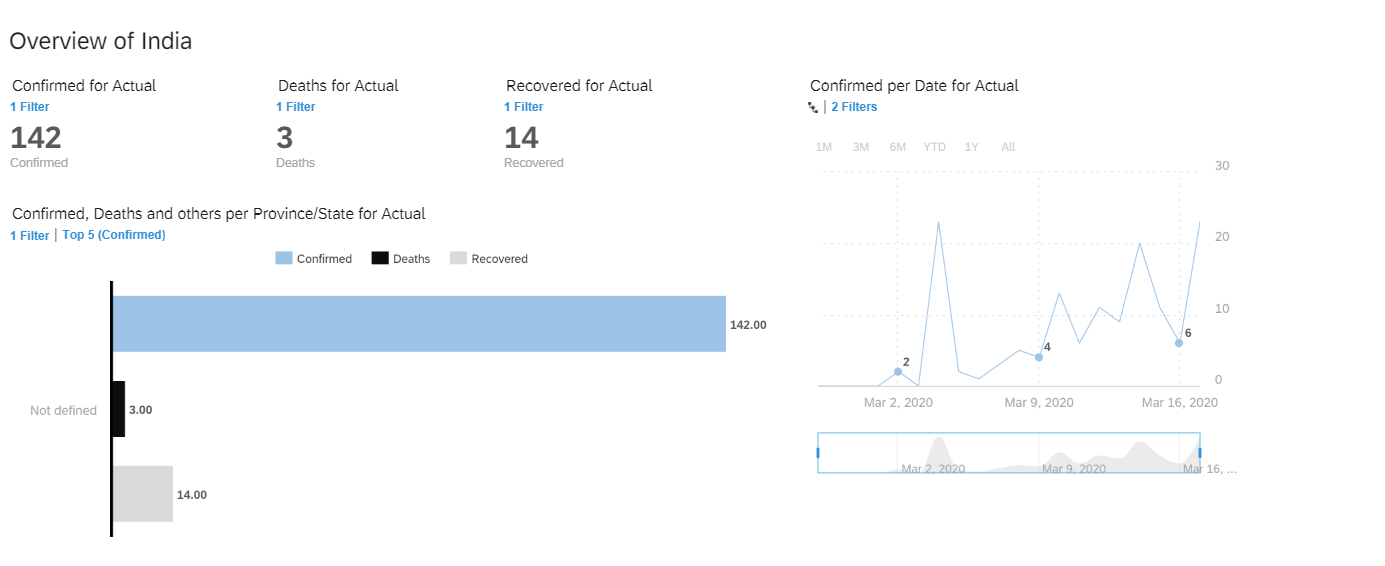 Overview of India
Confirmed for Actual
1 Filter
142
Confirmed
Deaths for Actual
1 Filter
3
Deaths
Recovered for Actual
1 Filter
14
Recovered
Confirmed, Deaths and others per Province/State for Actual
1 Filter | Top 5 (Confirmed)
Confirmed Deaths Recovered
142.00
Not defined 3.00
14.00
Confirmed per Date for Actual
| 2 Filters
1M 3M 6M YTD 1Y All
30
20
10
6
4
2
0
Mar 2, 2020 Mar 9, 2020 Mar 16, 2020
Mar 2, 2020 Mar 9, 2020 Mar 16, ...